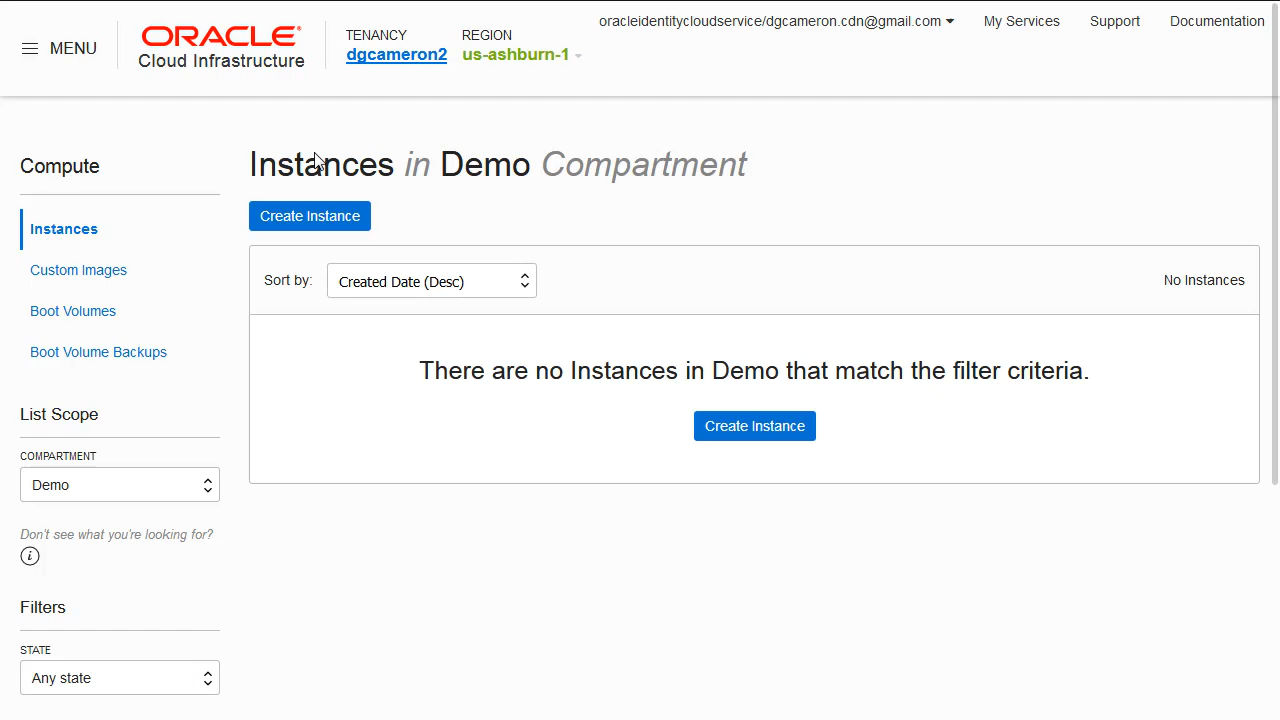 MENU
ORACLE
Cloud Infrastructure
TENANCY
dgcameron2
REGION
us-ashburn-1
oracleidentitycloudservice/dgcameron.cdn@gmail.com
My Services
Support
Documentation
Compute
Instances
Custom Images
Boot Volumes
Boot Volume Backups
List Scope
COMPARTMENT
Demo
Don't see what you're looking for?
i
Filters
STATE
Any state
Instances in Demo Compartment
Create Instance
Sort by:
Created Date (Desc)
No Instances
There are no Instances in Demo that match the filter criteria.
Create Instance